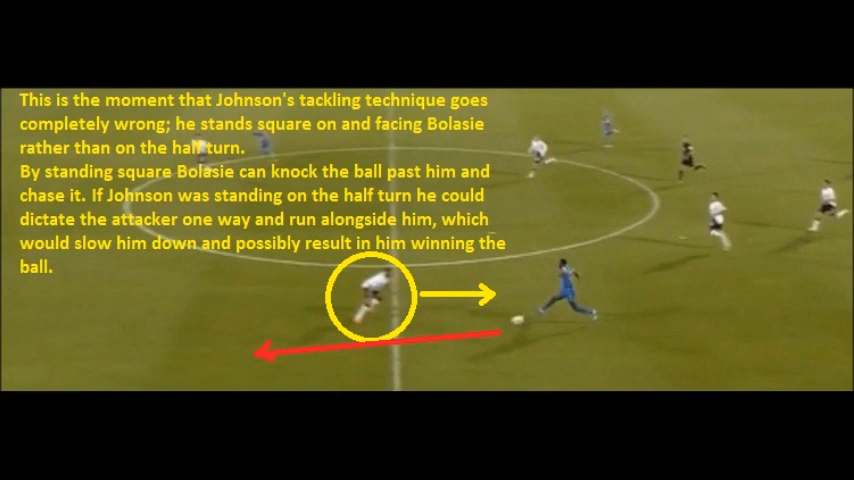 This is the moment that Johnson's tackling technique goes
completely wrong; he stands square on and facing Bolasie
rather than on the half turn.
By standing square Bolasie can knock the ball past him and
chase it. If Johnson was standing on the half turn he could
dictate the attacker one way and run alongside him, which
would slow him down and possibly result in him winning the
ball.